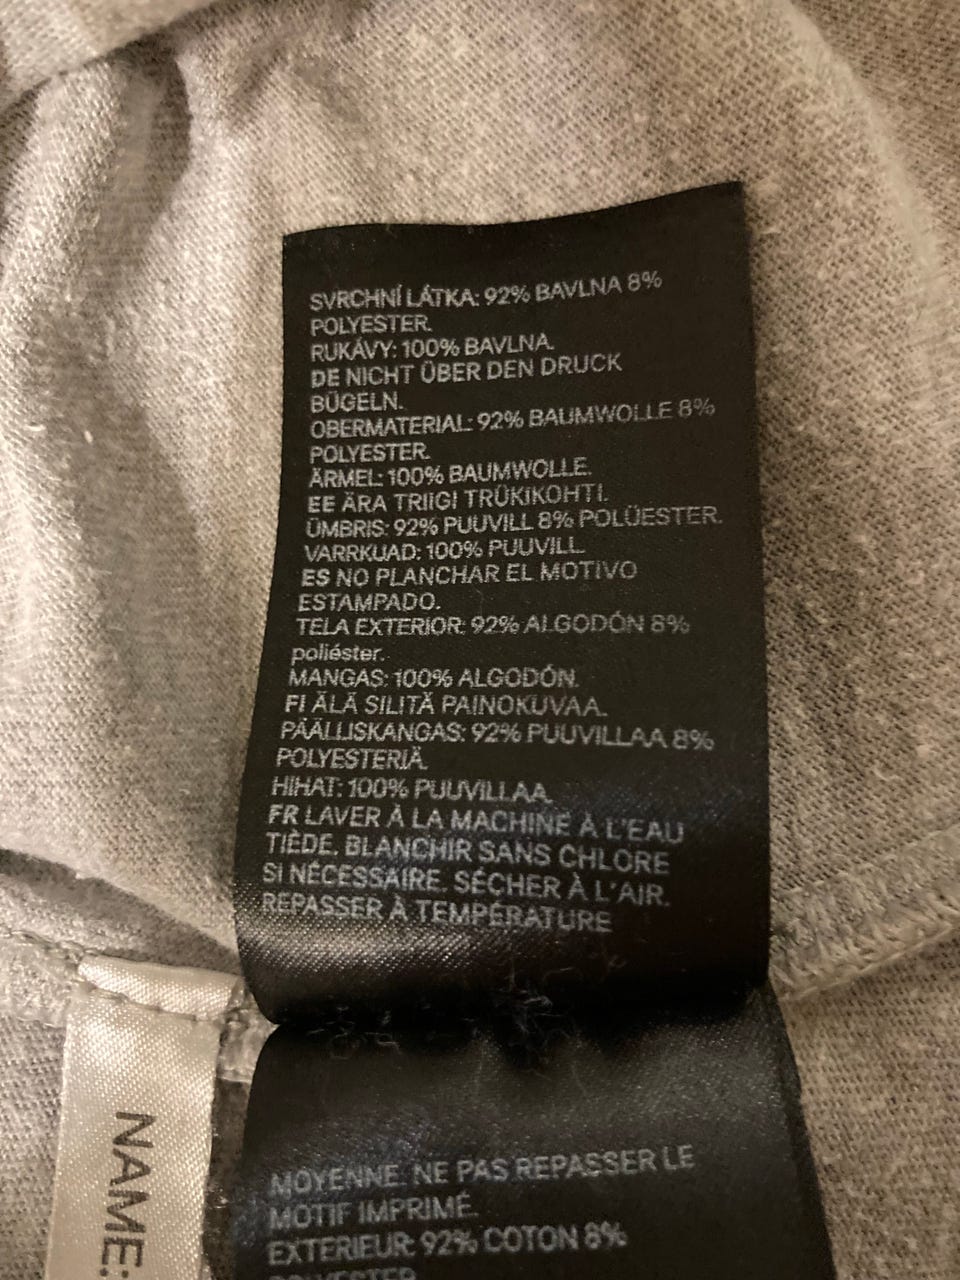 SVRCHNÍ LÁTKA: 92% BAVLNA 8%
POLYESTER.
RUKÁVY: 100% BAVLNA.
DE NICHT ÜBER DEN DRUCK
BÜGELN.
OBERMATERIAL: 92% BAUMWOLLE 8%
POLYESTER.
ÄRMEL: 100% BAUMWOLLE.
EE ÄRA TRIIGI TRÜKIKOHTI.
ÜMBRIS: 92% PUUVILL 8% POLÜESTER.
VARRKUAD: 100% PUUVILL.
ES NO PLANCHAR EL MOTIVO
ESTAMPADO.
TELA EXTERIOR: 92% ALGODÓN 8%
poliéster.
MANGAS: 100% ALGODÓN.
FI ÄLÄ SILITÄ PAINOKUVAA.
PÄÄLLISKANGAS: 92% PUUVILLAA 8%
POLYESTERIÄ.
HIHAT: 100% PUUVILLAA.
FR LAVER À LA MACHINE À L'EAU
TIÈDE. BLANCHIR SANS CHLORE
SI NÉCESSAIRE. SÉCHER À L'AIR.
REPASSER À TEMPÉRATURE
MOYENNE. NE PAS REPASSER LE
MOTIF IMPRIMÉ.
EXTERIEUR: 92% COTON 8%
POLYESTER
NAME: